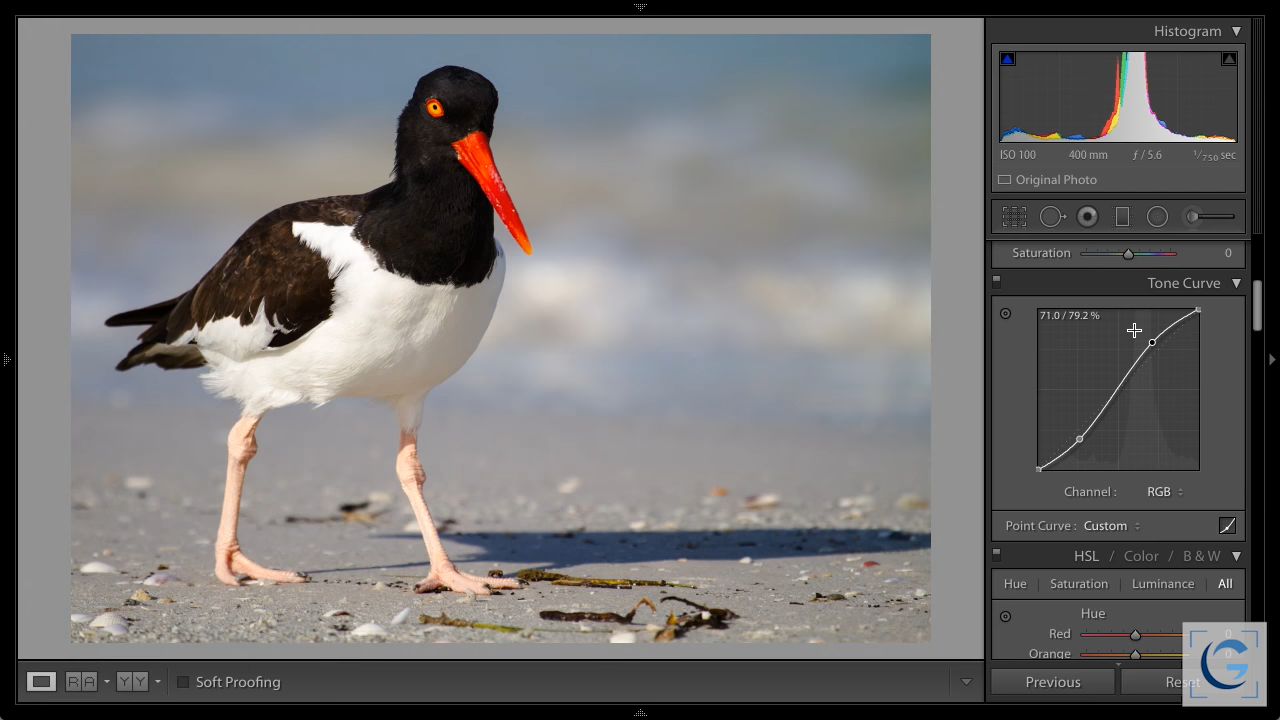 Histogram
ISO 100 400 mm ƒ / 5.6 1/750 sec
Original Photo
Saturation 0
Tone Curve
71.0 / 79.2 %
Channel : RGB
Point Curve : Custom
HSL / Color / B & W
Hue Saturation Luminance All
Hue
Red 0
Orange
R A Y Y Soft Proofing
Previous
Reset